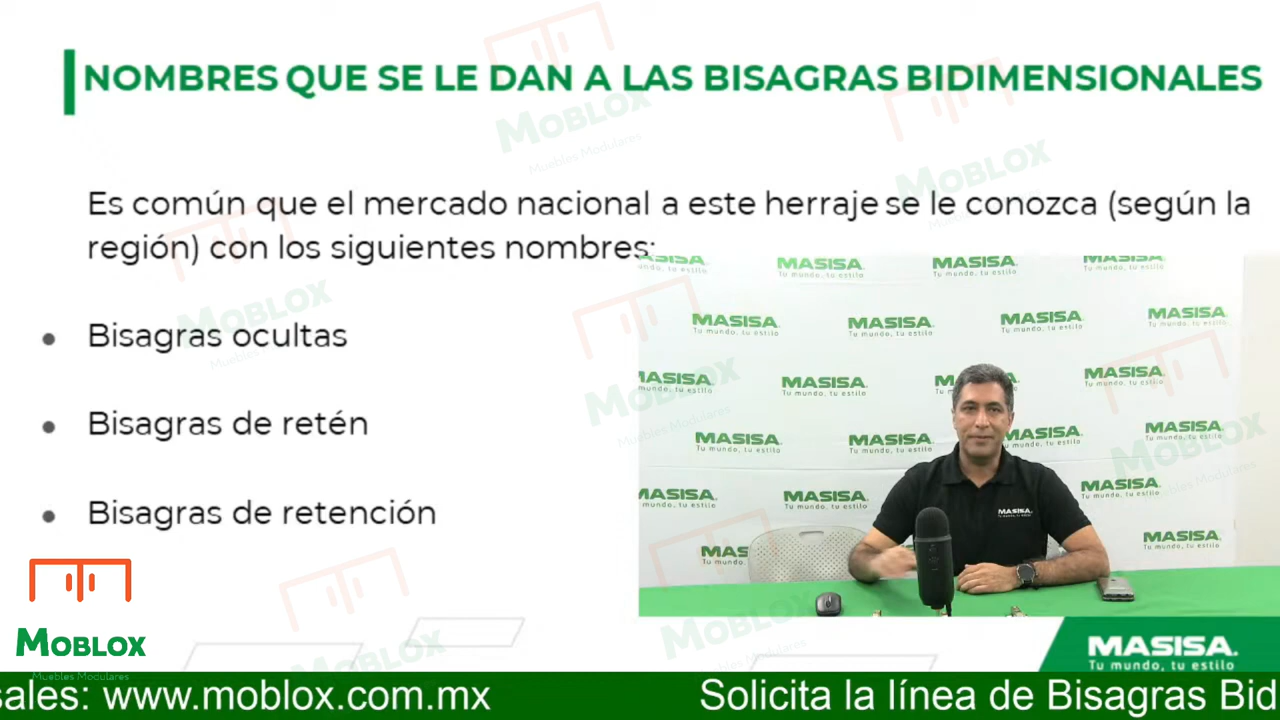 NOMBRES QUE SE LE DAN A LAS BISAGRAS BIDIMENSIONALES
Es común que el mercado nacional a este herraje se le conozca (según la
región) con los siguientes nombres:
Bisagras ocultas
Bisagras de retén
Bisagras de retención
MOBLOX
Muebles Modulares
MASISA.
Tu mundo, tu estilo
sales: www.moblox.com.mx
Solicita la línea de Bisagras Bid